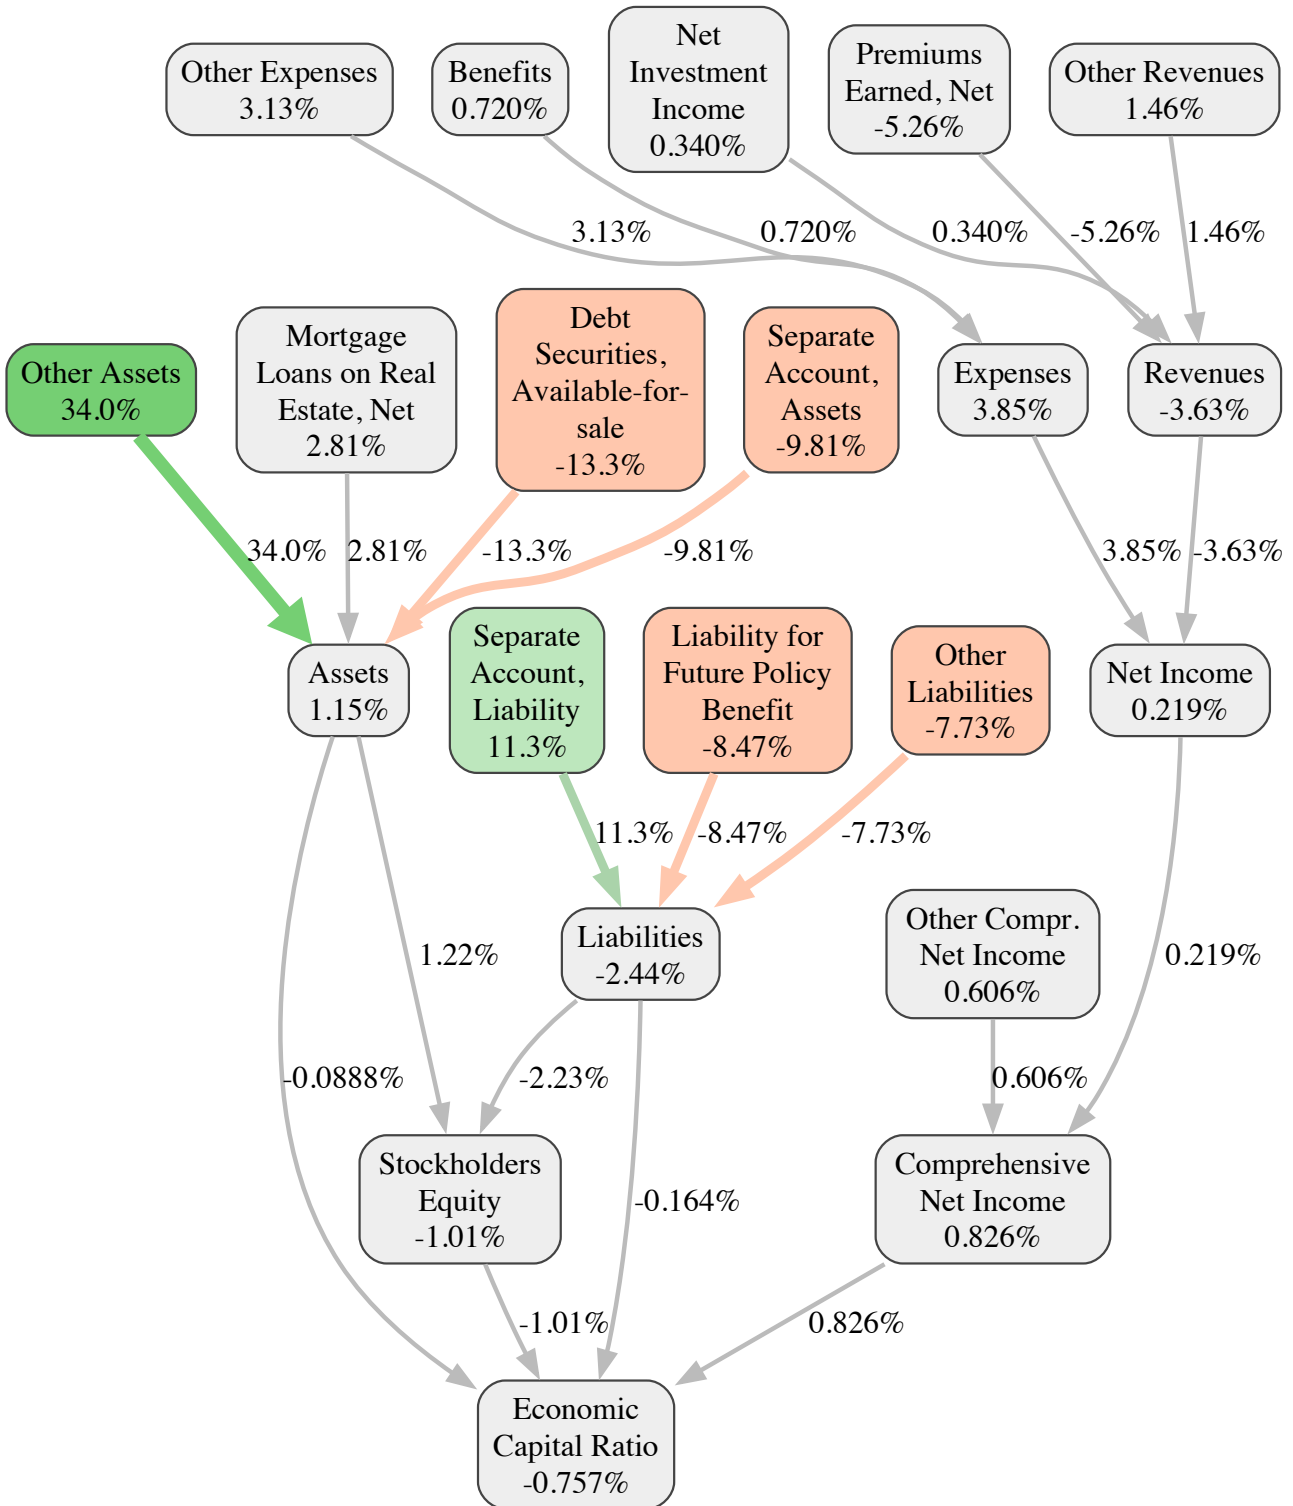 Other Expenses
3.13%
Benefits
0.720%
Net
Investment
Income
0.340%
Premiums
Earned, Net
-5.26%
Other Revenues
1.46%
3.13%
0.720%
0.340%
-5.26%
1.46%
Other Assets
34.0%
Mortgage
Loans on Real
Estate, Net
2.81%
Debt
Securities,
Available-for-
sale
-13.3%
Separate
Account,
Assets
-9.81%
Expenses
3.85%
Revenues
-3.63%
34.0%
2.81%
-13.3%
-9.81%
3.85%
-3.63%
Assets
1.15%
Separate
Account,
Liability
11.3%
Liability for
Future Policy
Benefit
-8.47%
Other
Liabilities
-7.73%
Net Income
0.219%
11.3%
-8.47%
-7.73%
Liabilities
-2.44%
Other Compr.
Net Income
0.606%
1.22%
0.219%
-0.0888%
-2.23%
0.606%
Stockholders
Equity
-1.01%
-0.164%
Comprehensive
Net Income
0.826%
-1.01%
0.826%
Economic
Capital Ratio
-0.757%